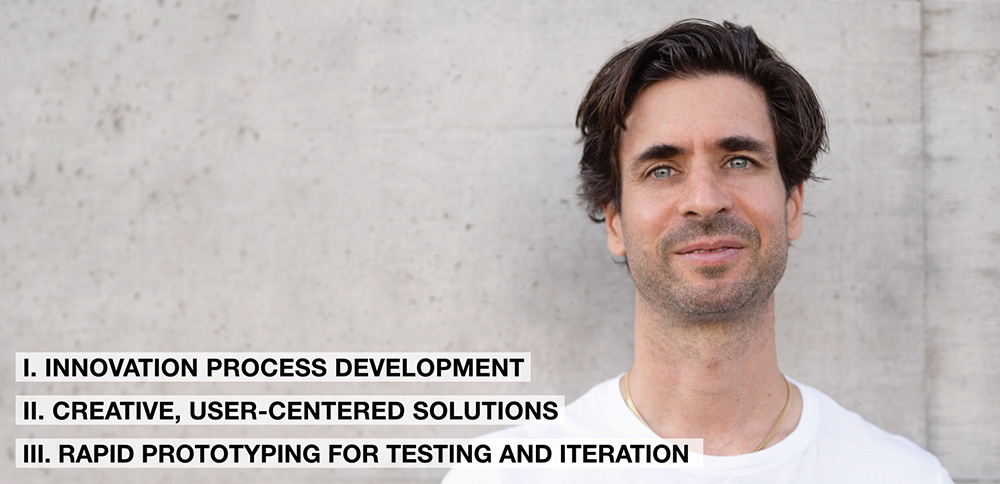 I. INNOVATION PROCESS DEVELOPMENT
II. CREATIVE, USER-CENTERED SOLUTIONS
III. RAPID PROTOTYPING FOR TESTING AND ITERATION